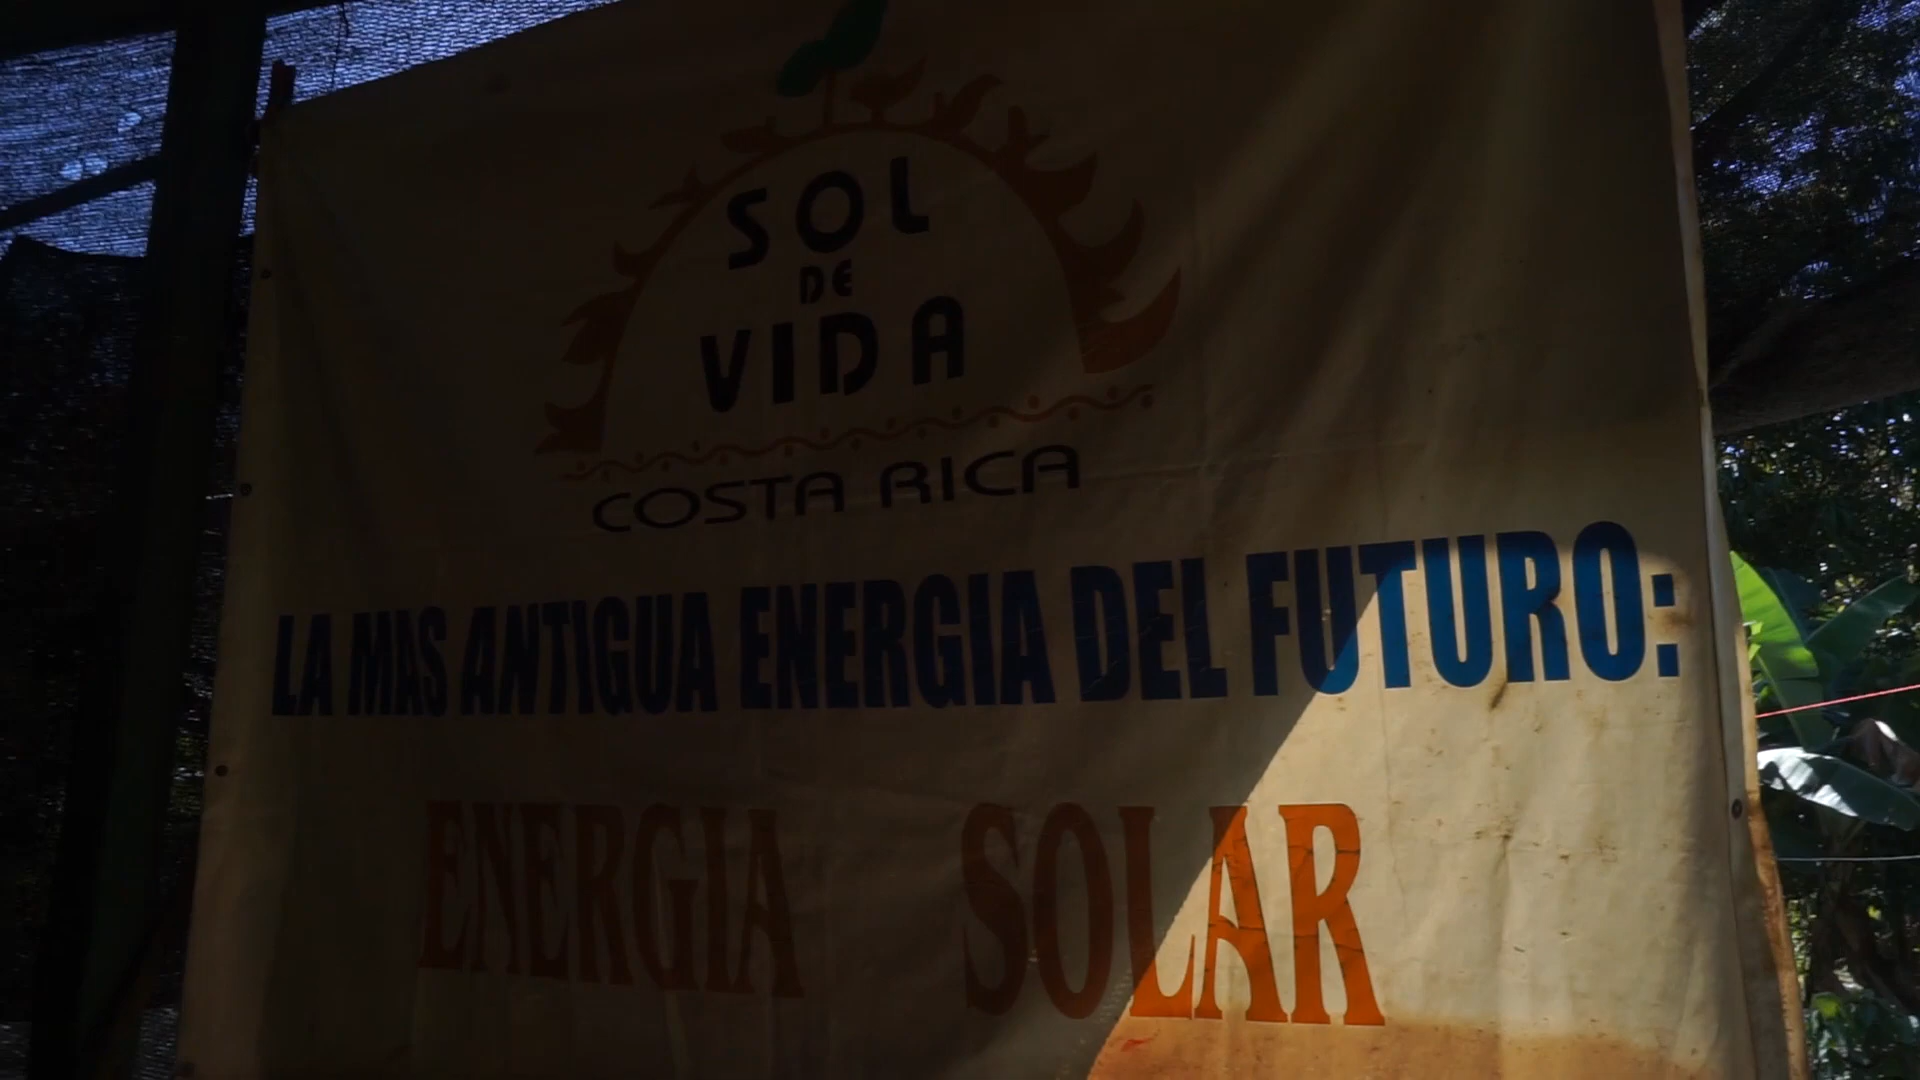 SOL
DE
VIDA
COSTA RICA
LA MAS ANTIGUA ENERGIA DEL FUTURO:
ENERGIA SOLAR